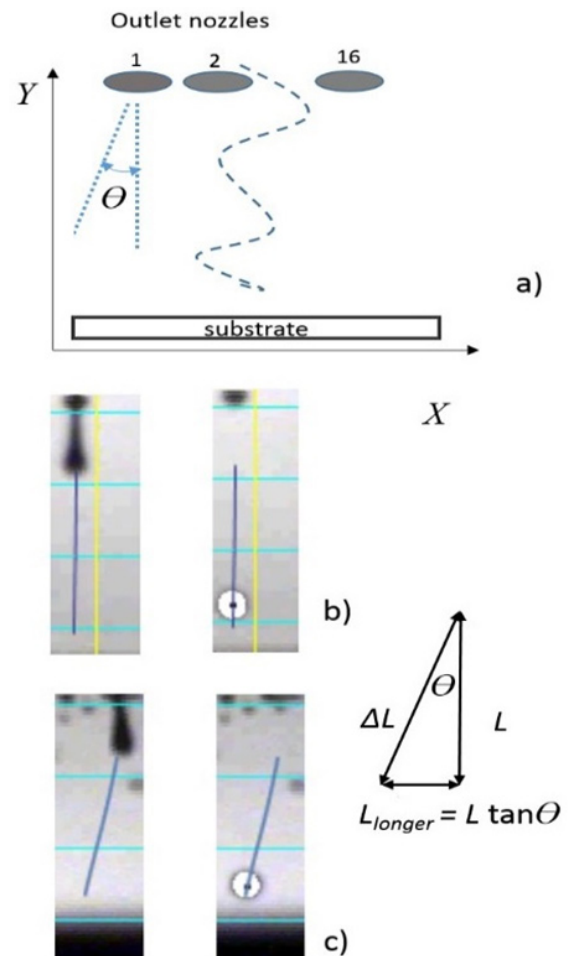 Outlet nozzles
1 2 16
Y
Θ
a)
substrate
X
b)
Θ
ΔL L
L_longer = L tanΘ
c)